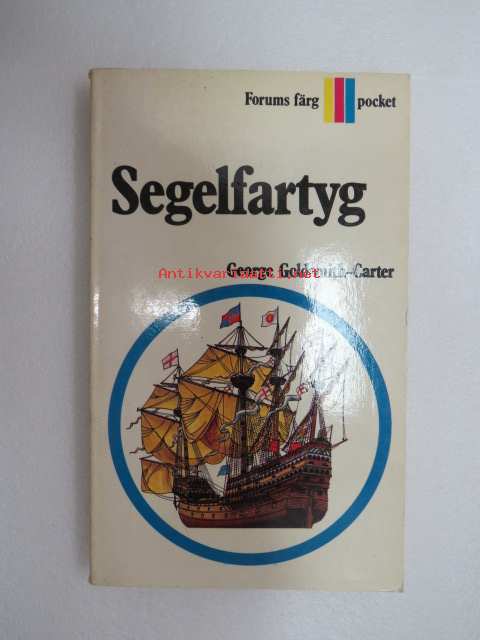 Forums färg pocket
Segelfartyg
George Goldsmith-Carter
Antikvariaatti.net